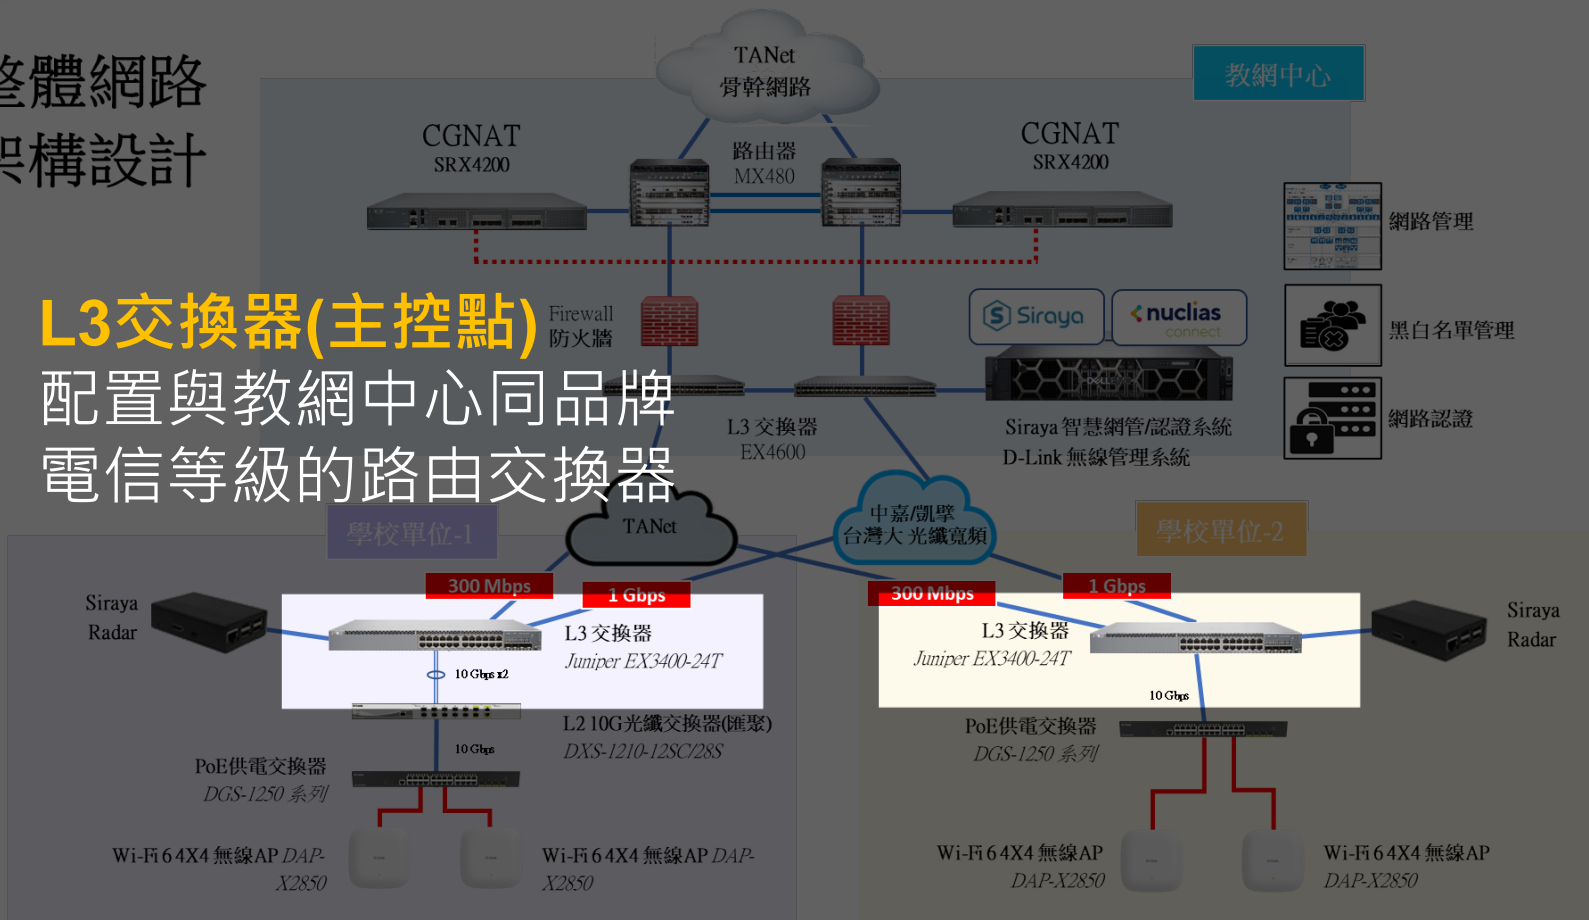 整體網路
架構設計
TANet
骨幹網路
教網中心
CGNAT
SRX4200
路由器
MX480
CGNAT
SRX4200
網路管理
L3交換器(主控點)
配置與教網中心同品牌
電信等級的路由交換器
Firewall
防火牆
Siraya
nuclias
connect
黑白名單管理
L3 交換器
EX4600
Siraya 智慧網管/認證系統
D-Link 無線管理系統
網路認證
學校單位-1
TANet
中嘉/凱擘
台灣大 光纖寬頻
學校單位-2
300 Mbps
1 Gbps
300 Mbps
1 Gbps
Siraya
Radar
L3 交換器
Juniper EX3400-24T
10 Gbps x2
L3 交換器
Juniper EX3400-24T
10 Gbps
Siraya
Radar
L2 10G光纖交換器(匯聚)
DXS-1210-12SC/28S
10 Gbps
PoE供電交換器
DGS-1250 系列
PoE供電交換器
DGS-1250 系列
Wi-Fi 6 4X4 無線AP DAP-
X2850
Wi-Fi 6 4X4 無線AP DAP-
X2850
Wi-Fi 6 4X4 無線AP
DAP-X2850
Wi-Fi 6 4X4 無線AP
DAP-X2850